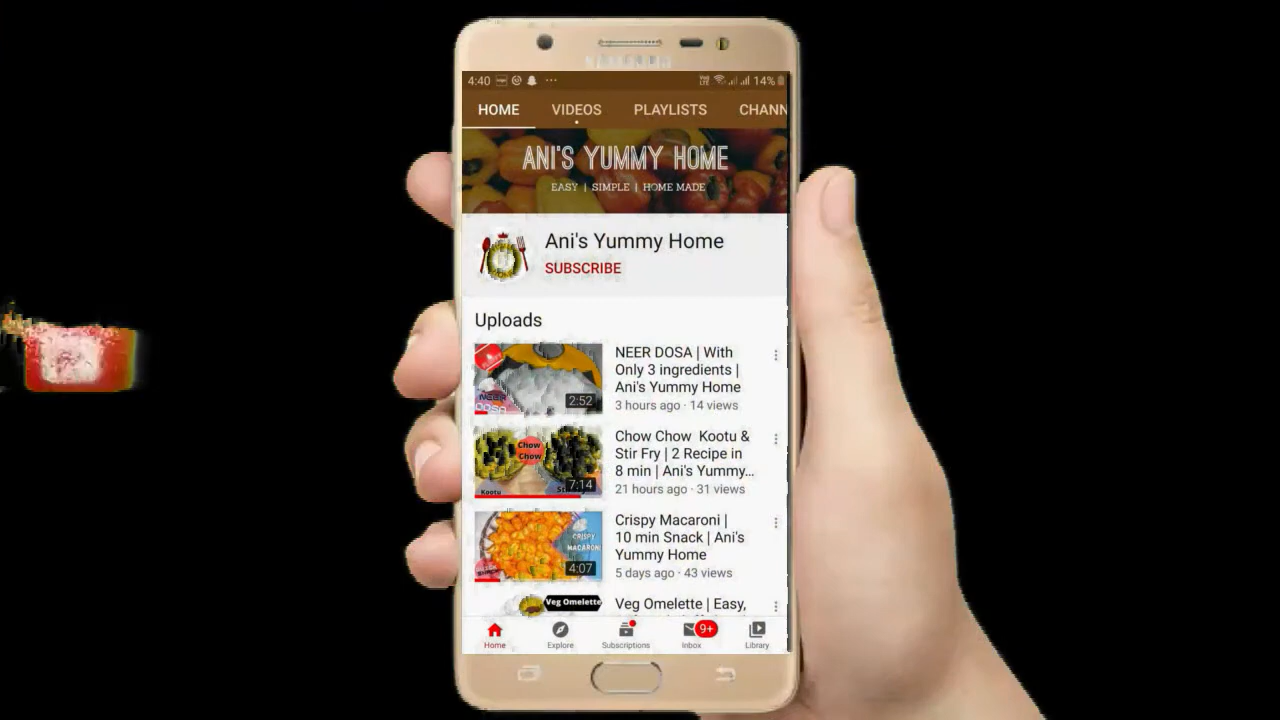 SAMSUNG
4:40
14%
HOME VIDEOS PLAYLISTS CHANN
ANI'S YUMMY HOME
EASY | SIMPLE | HOME MADE
Ani's Yummy Home
SUBSCRIBE
Uploads
NEER DOSA | With
Only 3 ingredients |
Ani's Yummy Home
3 hours ago · 14 views
NEER
DOSA
2:52
Chow Chow Kootu &
Stir Fry | 2 Recipe in
8 min | Ani's Yummy...
21 hours ago · 31 views
Chow
Chow
Kootu
7:14
Crispy Macaroni |
10 min Snack | Ani's
Yummy Home
5 days ago · 43 views
CRISPY
MACARONI
4:07
Veg Omelette
Veg Omelette | Easy,
Home Explore Subscriptions Inbox 9+ Library